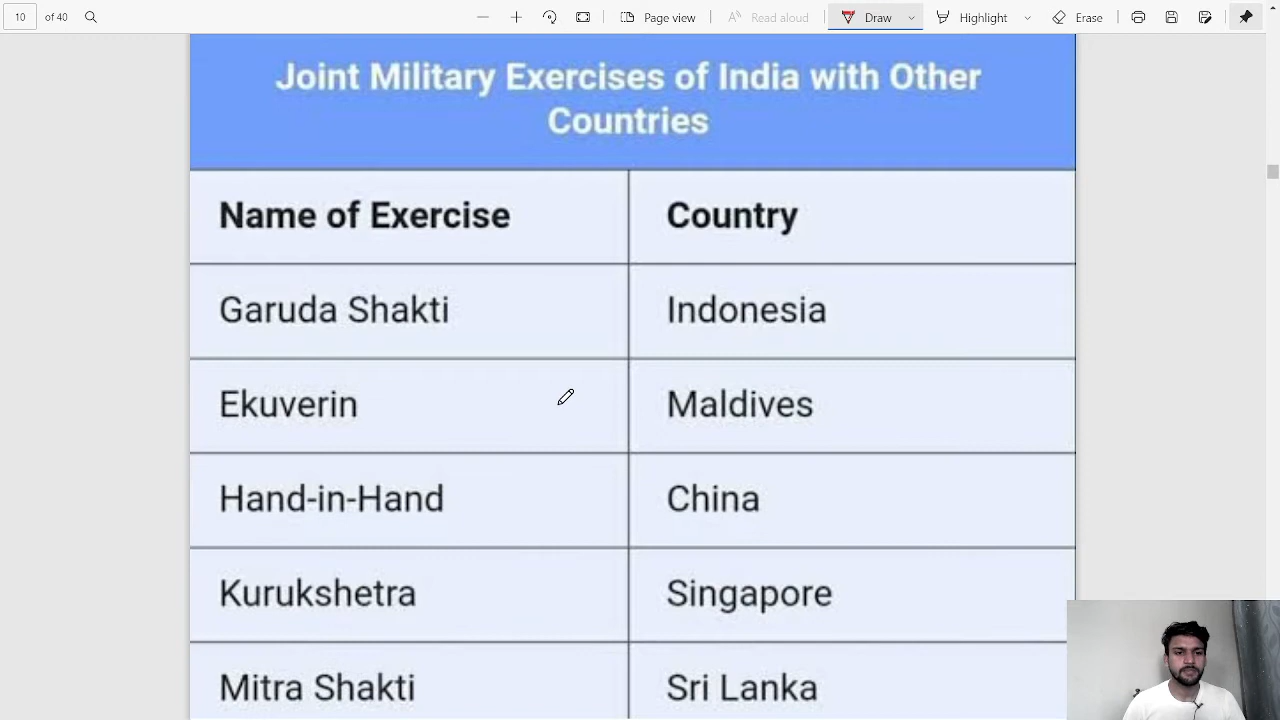 10 of 40 Page view Read aloud Draw Highlight Erase
Joint Military Exercises of India with Other
Countries
Name of Exercise Country
Garuda Shakti Indonesia
Ekuverin Maldives
Hand-in-Hand China
Kurukshetra Singapore
Mitra Shakti Sri Lanka